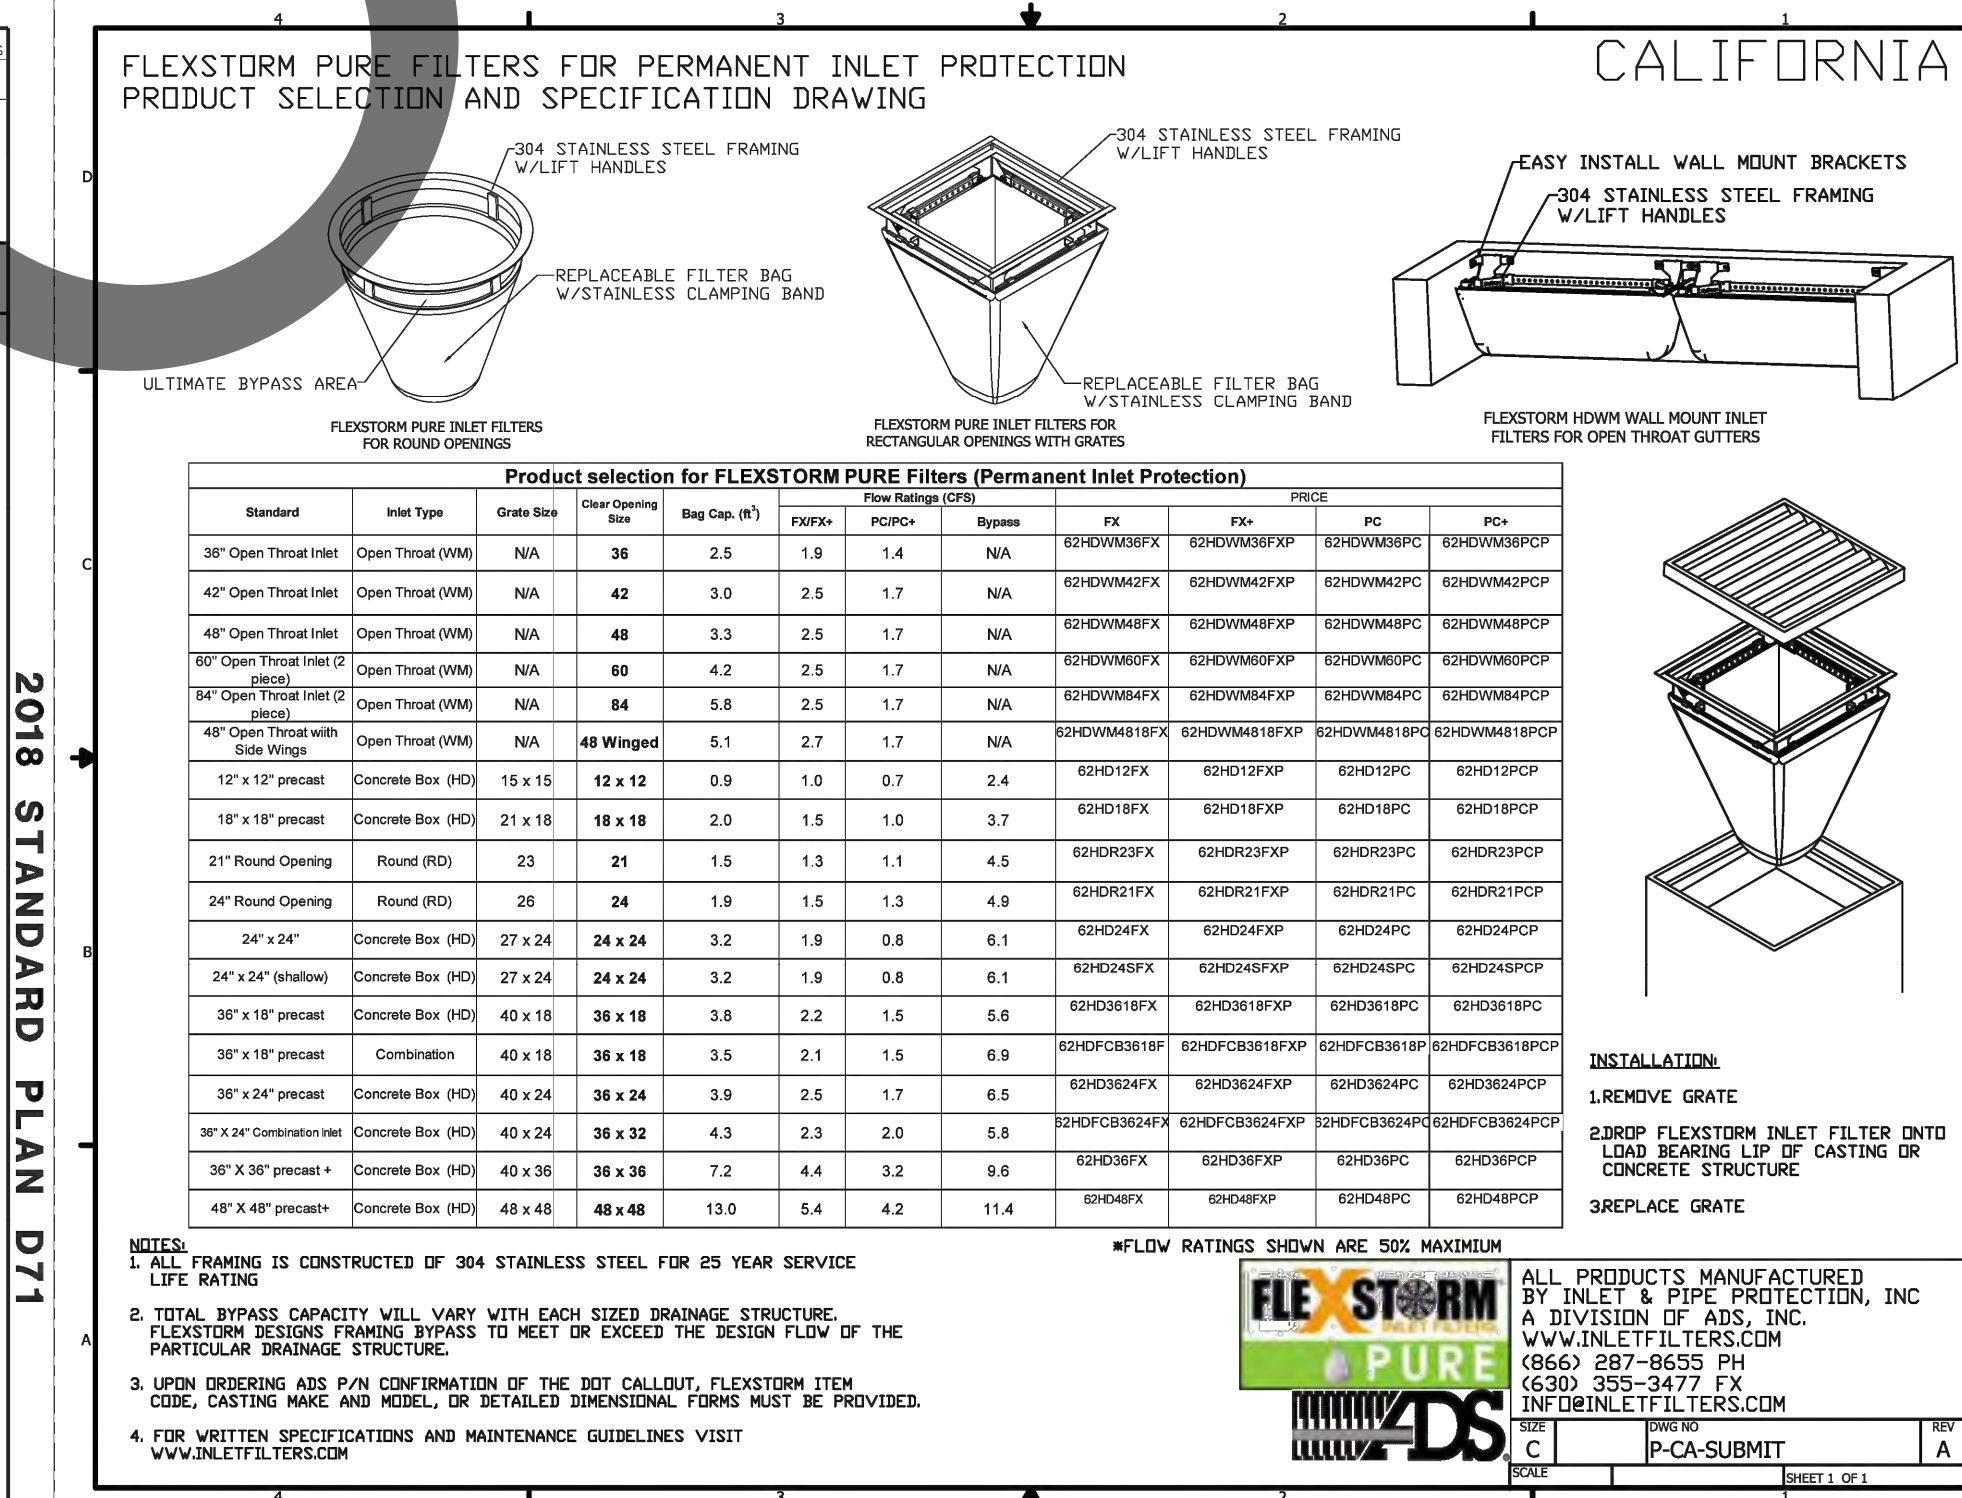 4 3 2 1
FLEXSTORM PURE FILTERS FOR PERMANENT INLET PROTECTION
PRODUCT SELECTION AND SPECIFICATION DRAWING
CALIFORNIA
304 STAINLESS STEEL FRAMING
W/LIFT HANDLES
304 STAINLESS STEEL FRAMING
W/LIFT HANDLES
EASY INSTALL WALL MOUNT BRACKETS
304 STAINLESS STEEL FRAMING
W/LIFT HANDLES
D
REPLACEABLE FILTER BAG
W/STAINLESS CLAMPING BAND
ULTIMATE BYPASS AREA
REPLACEABLE FILTER BAG
W/STAINLESS CLAMPING BAND
FLEXSTORM PURE INLET FILTERS
FOR ROUND OPENINGS
FLEXSTORM PURE INLET FILTERS FOR
RECTANGULAR OPENINGS WITH GRATES
FLEXSTORM HDWM WALL MOUNT INLET
FILTERS FOR OPEN THROAT GUTTERS
Product selection for FLEXSTORM PURE Filters (Permanent Inlet Protection)
Standard Inlet Type Grate Size Clear Opening Size Bag Cap. (ft³) Flow Ratings (CFS) PRICE
FX/FX+ PC/PC+ Bypass FX FX+ PC PC+
36" Open Throat Inlet Open Throat (WM) N/A 36 2.5 1.9 1.4 N/A 62HDWM36FX 62HDWM36FXP 62HDWM36PC 62HDWM36PCP
C
42" Open Throat Inlet Open Throat (WM) N/A 42 3.0 2.5 1.7 N/A 62HDWM42FX 62HDWM42FXP 62HDWM42PC 62HDWM42PCP
48" Open Throat Inlet Open Throat (WM) N/A 48 3.3 2.5 1.7 N/A 62HDWM48FX 62HDWM48FXP 62HDWM48PC 62HDWM48PCP
60" Open Throat Inlet (2 piece) Open Throat (WM) N/A 60 4.2 2.5 1.7 N/A 62HDWM60FX 62HDWM60FXP 62HDWM60PC 62HDWM60PCP
84" Open Throat Inlet (2 piece) Open Throat (WM) N/A 84 5.8 2.5 1.7 N/A 62HDWM84FX 62HDWM84FXP 62HDWM84PC 62HDWM84PCP
48" Open Throat wiith Side Wings Open Throat (WM) N/A 48 Winged 5.1 2.7 1.7 N/A 62HDWM4818FX 62HDWM4818FXP 62HDWM4818PC 62HDWM4818PCP
12" x 12" precast Concrete Box (HD) 15 x 15 12 x 12 0.9 1.0 0.7 2.4 62HD12FX 62HD12FXP 62HD12PC 62HD12PCP
18" x 18" precast Concrete Box (HD) 21 x 18 18 x 18 2.0 1.5 1.0 3.7 62HD18FX 62HD18FXP 62HD18PC 62HD18PCP
21" Round Opening Round (RD) 23 21 1.5 1.3 1.1 4.5 62HDR23FX 62HDR23FXP 62HDR23PC 62HDR23PCP
24" Round Opening Round (RD) 26 24 1.9 1.5 1.3 4.9 62HDR21FX 62HDR21FXP 62HDR21PC 62HDR21PCP
24" x 24" Concrete Box (HD) 27 x 24 24 x 24 3.2 1.9 0.8 6.1 62HD24FX 62HD24FXP 62HD24PC 62HD24PCP
B
24" x 24" (shallow) Concrete Box (HD) 27 x 24 24 x 24 3.2 1.9 0.8 6.1 62HD24SFX 62HD24SFXP 62HD24SPC 62HD24SPCP
36" x 18" precast Concrete Box (HD) 40 x 18 36 x 18 3.8 2.2 1.5 5.6 62HD3618FX 62HD3618FXP 62HD3618PC 62HD3618PC
36" x 18" precast Combination 40 x 18 36 x 18 3.5 2.1 1.5 6.9 62HDFCB3618F 62HDFCB3618FXP 62HDFCB3618P 62HDFCB3618PCP
36" x 24" precast Concrete Box (HD) 40 x 24 36 x 24 3.9 2.5 1.7 6.5 62HD3624FX 62HD3624FXP 62HD3624PC 62HD3624PCP
36" X 24" Combination Inlet Concrete Box (HD) 40 x 24 36 x 32 4.3 2.3 2.0 5.8 62HDFCB3624FX 62HDFCB3624FXP 62HDFCB3624PC 62HDFCB3624PCP
36" X 36" precast + Concrete Box (HD) 40 x 36 36 x 36 7.2 4.4 3.2 9.6 62HD36FX 62HD36FXP 62HD36PC 62HD36PCP
48" X 48" precast+ Concrete Box (HD) 48 x 48 48 x 48 13.0 5.4 4.2 11.4 62HD48FX 62HD48FXP 62HD48PC 62HD48PCP
INSTALLATION:
1.REMOVE GRATE
2.DROP FLEXSTORM INLET FILTER ONTO
LOAD BEARING LIP OF CASTING OR
CONCRETE STRUCTURE
3.REPLACE GRATE
2018 STANDARD PLAN D71
*FLOW RATINGS SHOWN ARE 50% MAXIMIUM
NOTES:
1. ALL FRAMING IS CONSTRUCTED OF 304 STAINLESS STEEL FOR 25 YEAR SERVICE
LIFE RATING
2. TOTAL BYPASS CAPACITY WILL VARY WITH EACH SIZED DRAINAGE STRUCTURE.
FLEXSTORM DESIGNS FRAMING BYPASS TO MEET OR EXCEED THE DESIGN FLOW OF THE
PARTICULAR DRAINAGE STRUCTURE.
A
3. UPON ORDERING ADS P/N CONFIRMATION OF THE DOT CALLOUT, FLEXSTORM ITEM
CODE, CASTING MAKE AND MODEL, OR DETAILED DIMENSIONAL FORMS MUST BE PROVIDED.
4. FOR WRITTEN SPECIFICATIONS AND MAINTENANCE GUIDELINES VISIT
WWW.INLETFILTERS.COM
FLEXSTORM
INLET FILTERS
PURE
ADS
ALL PRODUCTS MANUFACTURED
BY INLET & PIPE PROTECTION, INC
A DIVISION OF ADS, INC.
WWW.INLETFILTERS.COM
(866) 287-8655 PH
(630) 355-3477 FX
INFO@INLETFILTERS.COM
SIZE DWG NO REV
C P-CA-SUBMIT A
SCALE SHEET 1 OF 1
4 3 2 1